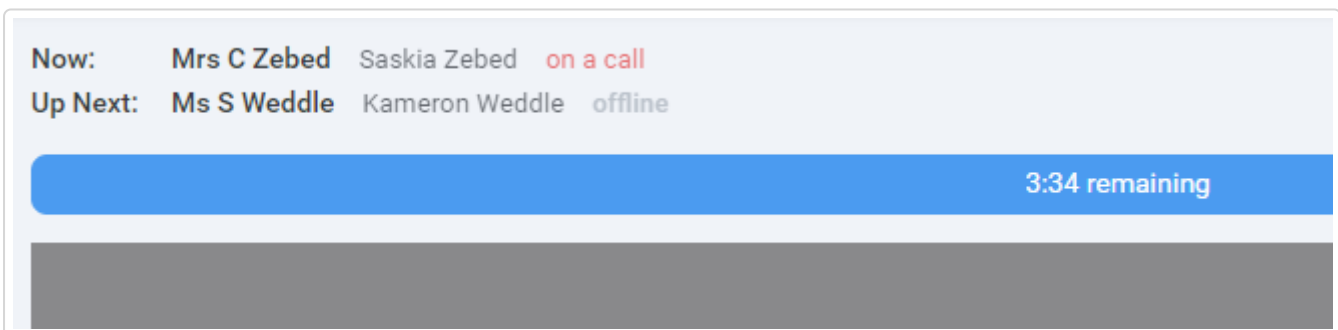 Now: Mrs C Zebed Saskia Zebed on a call
Up Next: Ms S Weddle Kameron Weddle offline
3:34 remaining